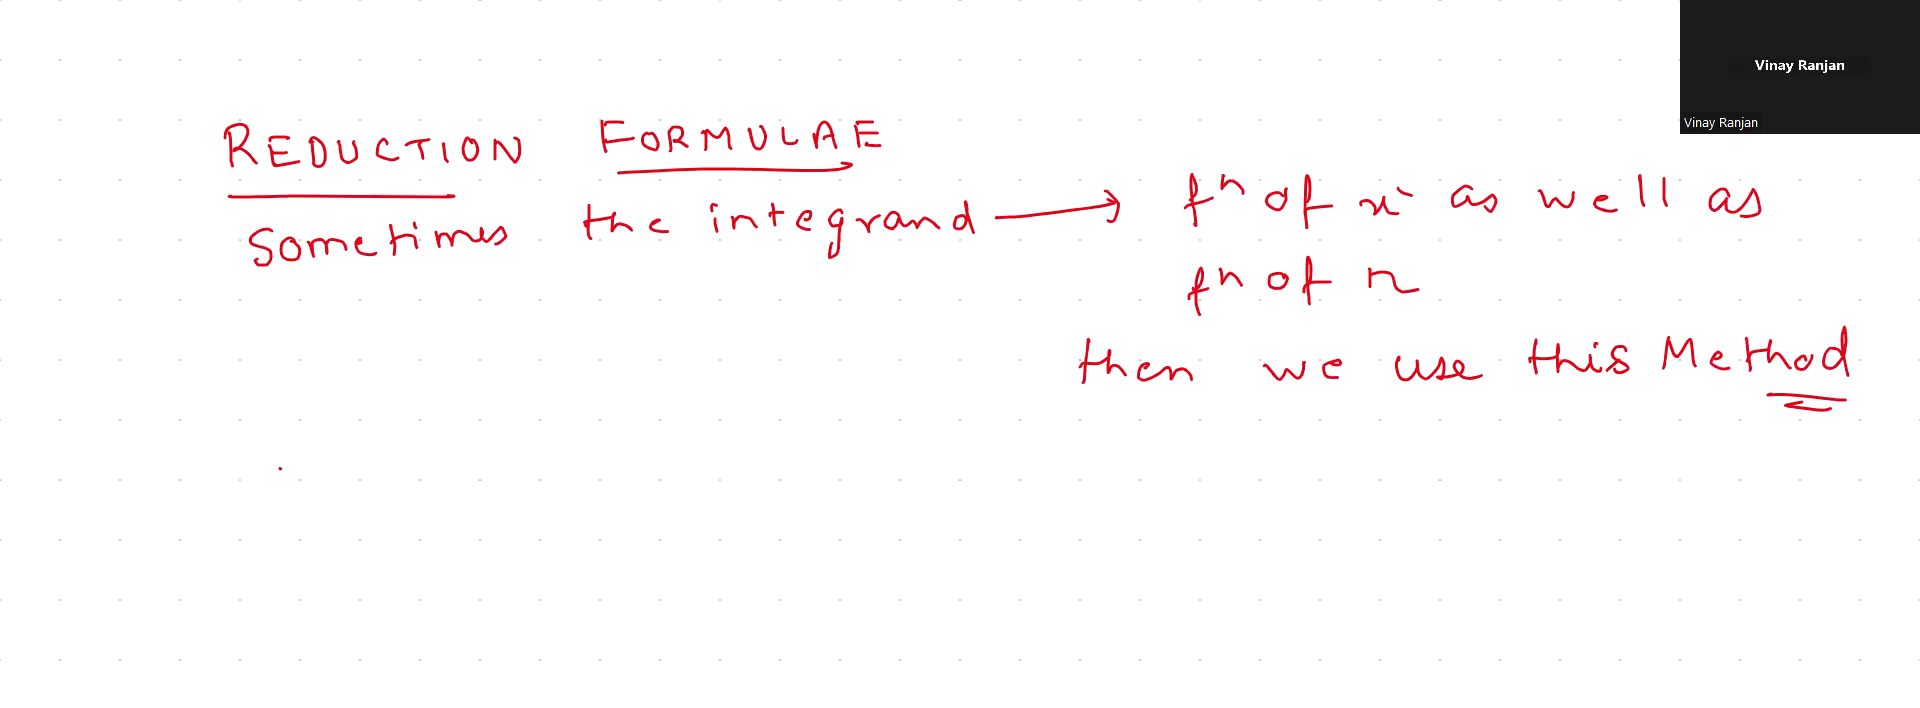 Vinay Ranjan
Vinay Ranjan
REDUCTION FORMULAE
Sometimes the integrand → fⁿ of x as well as
fⁿ of n
then we use this Method